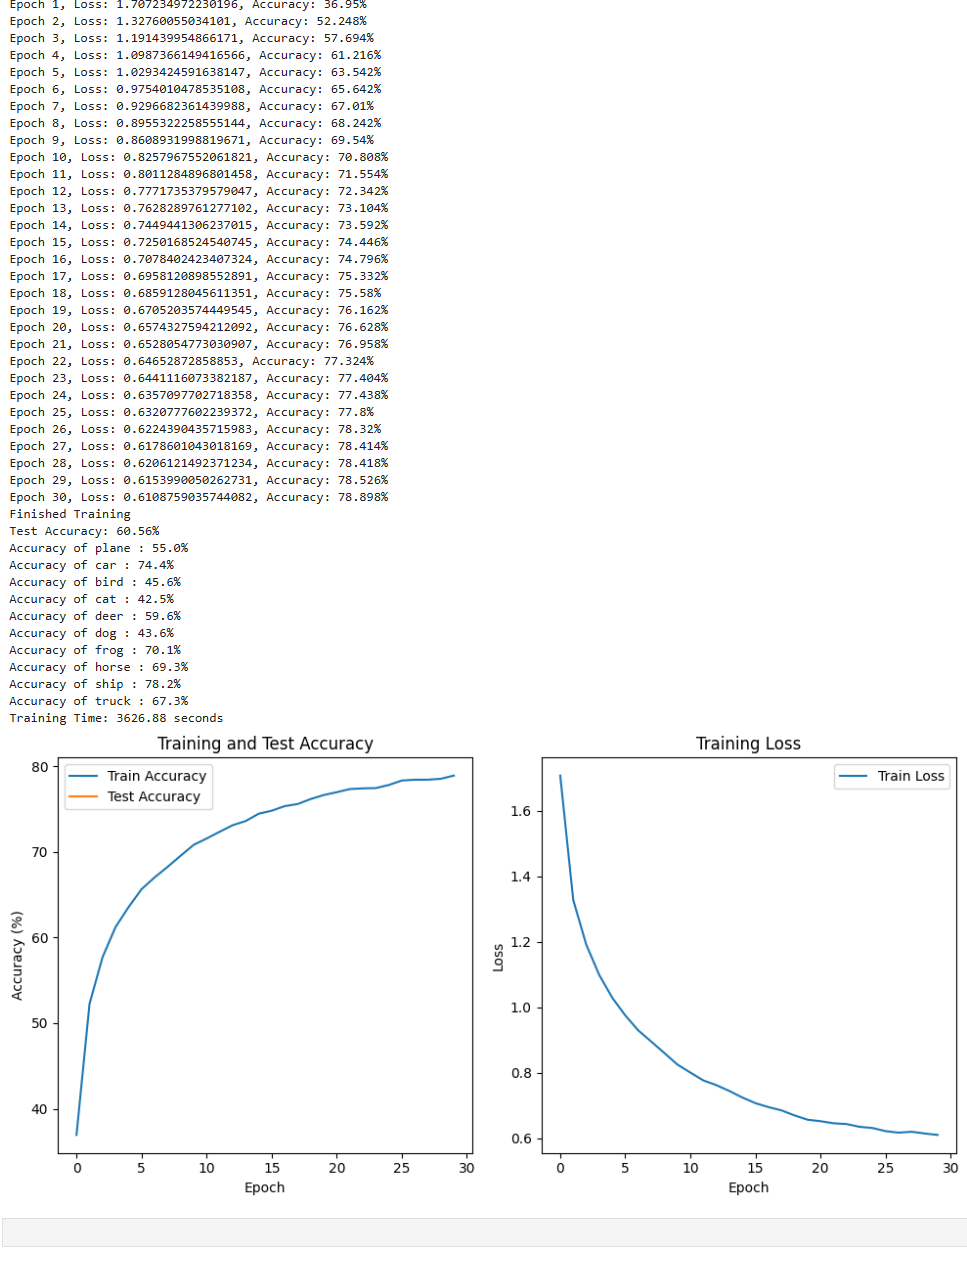 Epoch 1, Loss: 1.707234972230196, Accuracy: 36.95%
Epoch 2, Loss: 1.32760055034101, Accuracy: 52.248%
Epoch 3, Loss: 1.191439954866171, Accuracy: 57.694%
Epoch 4, Loss: 1.0987366149416566, Accuracy: 61.216%
Epoch 5, Loss: 1.0293424591638147, Accuracy: 63.542%
Epoch 6, Loss: 0.9754010478535108, Accuracy: 65.642%
Epoch 7, Loss: 0.9296682361439988, Accuracy: 67.01%
Epoch 8, Loss: 0.8955322258555144, Accuracy: 68.242%
Epoch 9, Loss: 0.8608931998819671, Accuracy: 69.54%
Epoch 10, Loss: 0.8257967552061821, Accuracy: 70.808%
Epoch 11, Loss: 0.8011284896801458, Accuracy: 71.554%
Epoch 12, Loss: 0.7771735379579047, Accuracy: 72.342%
Epoch 13, Loss: 0.7628289761277102, Accuracy: 73.104%
Epoch 14, Loss: 0.7449441306237015, Accuracy: 73.592%
Epoch 15, Loss: 0.7250168524540745, Accuracy: 74.446%
Epoch 16, Loss: 0.7078402423407324, Accuracy: 74.796%
Epoch 17, Loss: 0.6958120898552891, Accuracy: 75.332%
Epoch 18, Loss: 0.6859128045611351, Accuracy: 75.58%
Epoch 19, Loss: 0.6705203574449545, Accuracy: 76.162%
Epoch 20, Loss: 0.6574327594212092, Accuracy: 76.628%
Epoch 21, Loss: 0.6528054773030907, Accuracy: 76.958%
Epoch 22, Loss: 0.64652872858853, Accuracy: 77.324%
Epoch 23, Loss: 0.6441116073382187, Accuracy: 77.404%
Epoch 24, Loss: 0.6357097702718358, Accuracy: 77.438%
Epoch 25, Loss: 0.6320777602239372, Accuracy: 77.8%
Epoch 26, Loss: 0.6224390435715983, Accuracy: 78.32%
Epoch 27, Loss: 0.6178601043018169, Accuracy: 78.414%
Epoch 28, Loss: 0.6206121492371234, Accuracy: 78.418%
Epoch 29, Loss: 0.6153990050262731, Accuracy: 78.526%
Epoch 30, Loss: 0.6108759035744082, Accuracy: 78.898%
Finished Training
Test Accuracy: 60.56%
Accuracy of plane : 55.0%
Accuracy of car : 74.4%
Accuracy of bird : 45.6%
Accuracy of cat : 42.5%
Accuracy of deer : 59.6%
Accuracy of dog : 43.6%
Accuracy of frog : 70.1%
Accuracy of horse : 69.3%
Accuracy of ship : 78.2%
Accuracy of truck : 67.3%
Training Time: 3626.88 seconds
Training and Test Accuracy
Train Accuracy
Test Accuracy
Accuracy (%)
80
70
60
50
40
0 5 10 15 20 25 30
Epoch
Training Loss
Train Loss
Loss
1.6
1.4
1.2
1.0
0.8
0.6
0 5 10 15 20 25 30
Epoch